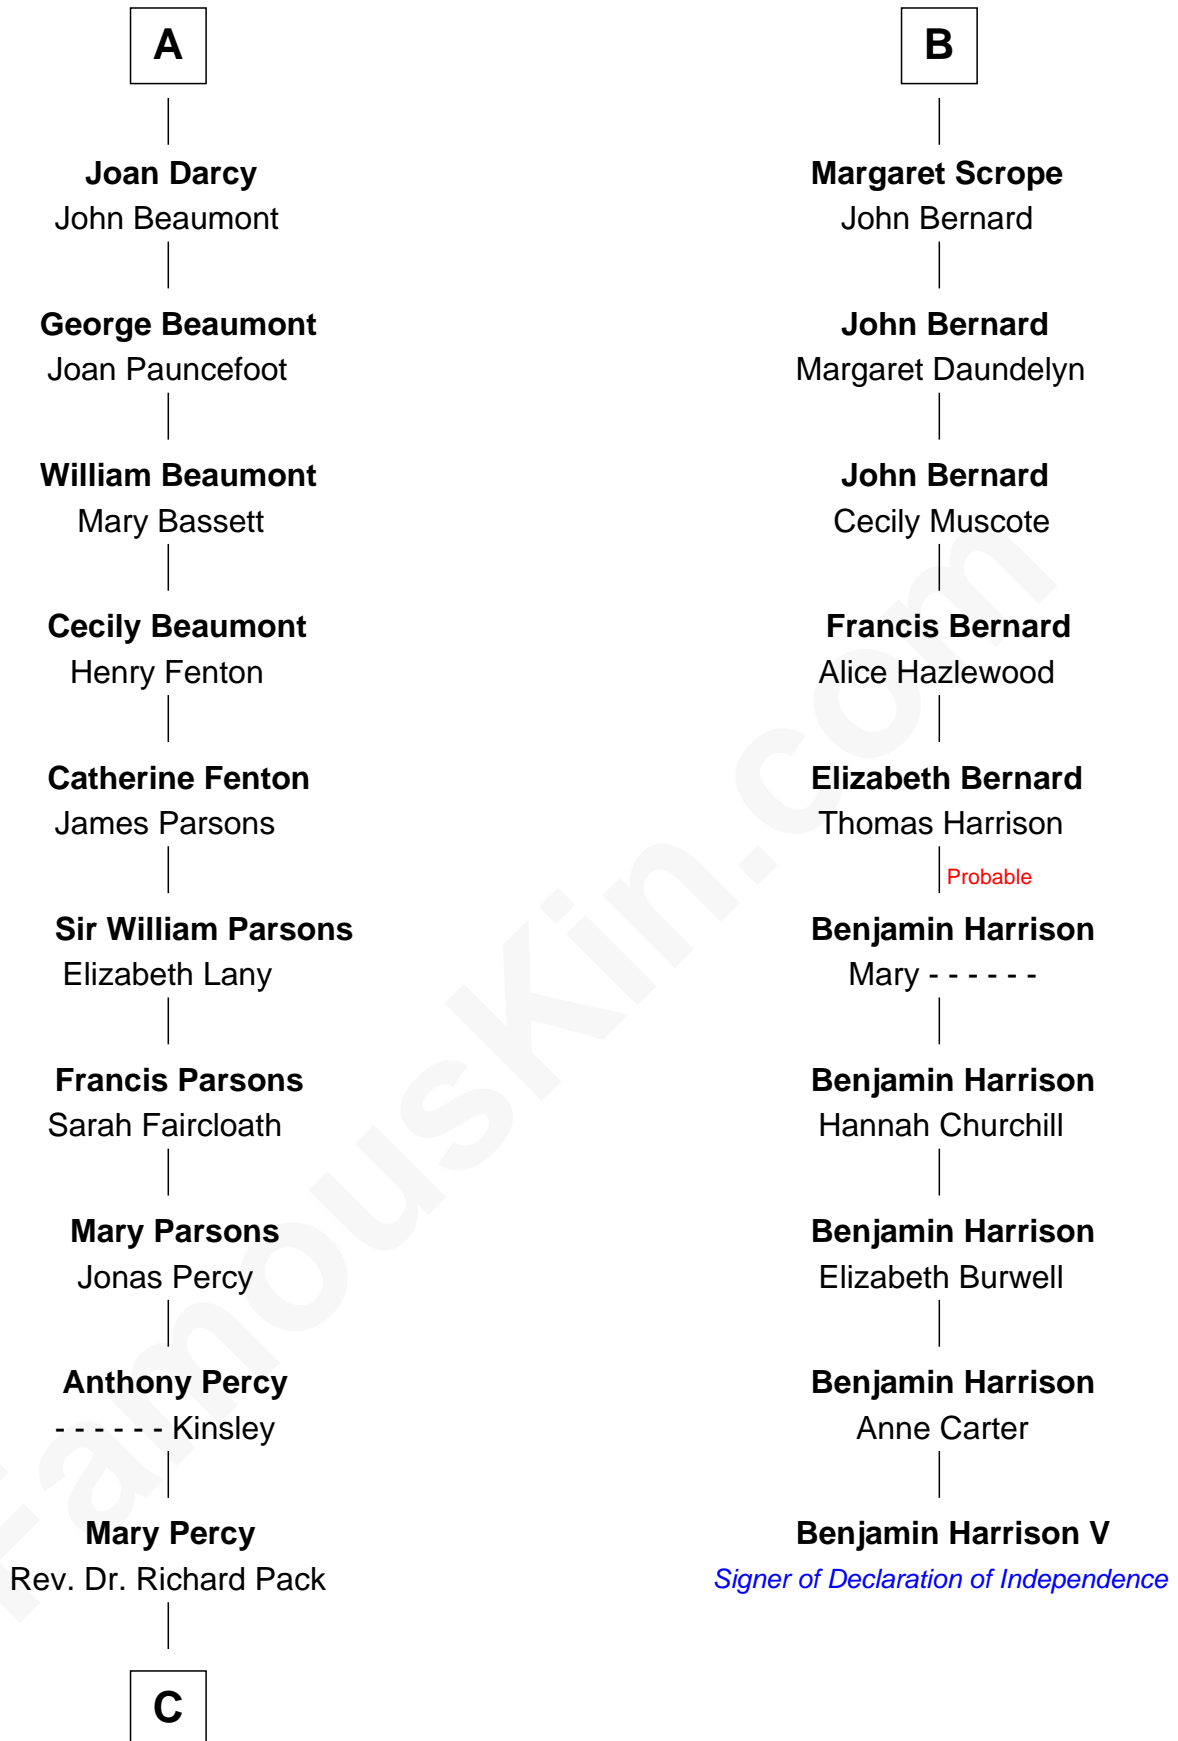 A
Joan Darcy
John Beaumont
George Beaumont
Joan Pauncefoot
William Beaumont
Mary Bassett
Cecily Beaumont
Henry Fenton
Catherine Fenton
James Parsons
Sir William Parsons
Elizabeth Lany
Francis Parsons
Sarah Faircloath
Mary Parsons
Jonas Percy
Anthony Percy
- - - - - - Kinsley
Mary Percy
Rev. Dr. Richard Pack
C
B
Margaret Scrope
John Bernard
John Bernard
Margaret Daundelyn
John Bernard
Cecily Muscote
Francis Bernard
Alice Hazlewood
Elizabeth Bernard
Thomas Harrison
Probable
Benjamin Harrison
Mary - - - - - -
Benjamin Harrison
Hannah Churchill
Benjamin Harrison
Elizabeth Burwell
Benjamin Harrison
Anne Carter
Benjamin Harrison V
Signer of Declaration of Independence
FamousKin.com